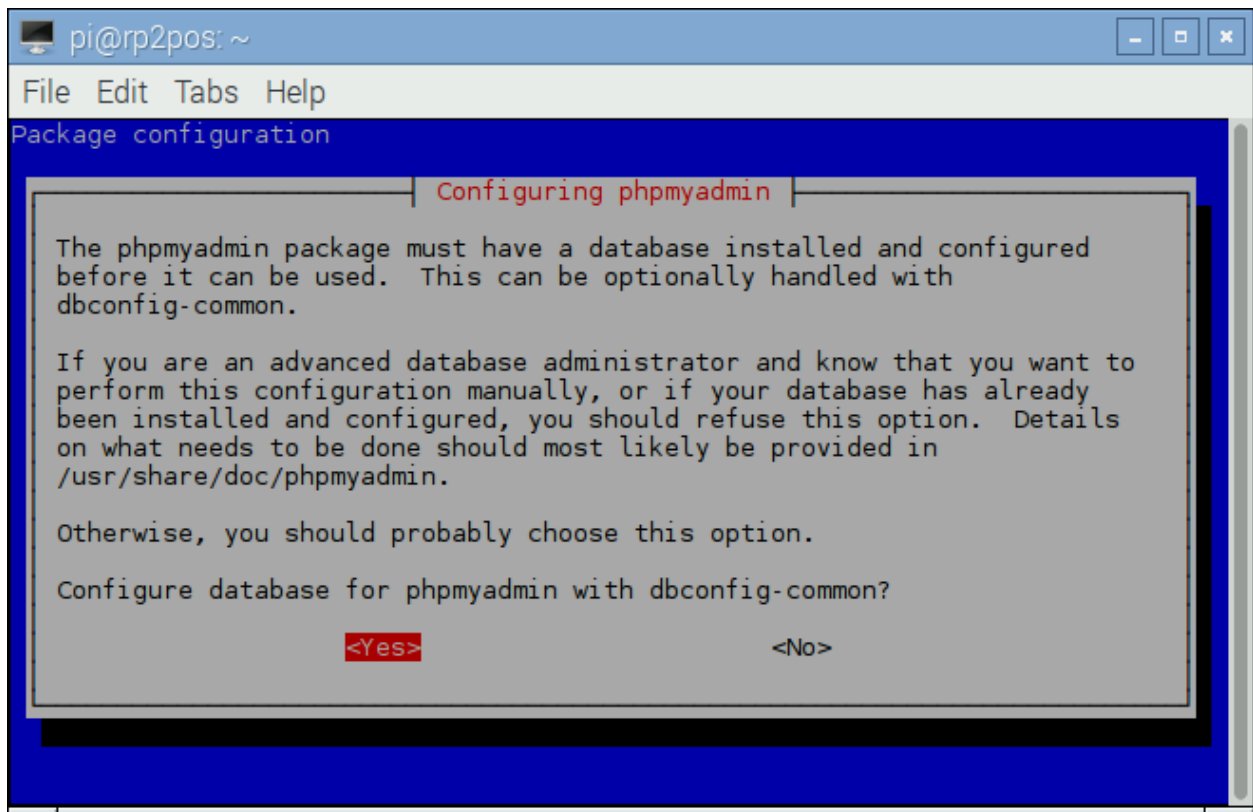 pi@rp2pos: ~
File Edit Tabs Help
Package configuration
Configuring phpmyadmin
The phpmyadmin package must have a database installed and configured
before it can be used.  This can be optionally handled with
dbconfig-common.
If you are an advanced database administrator and know that you want to
perform this configuration manually, or if your database has already
been installed and configured, you should refuse this option.  Details
on what needs to be done should most likely be provided in
/usr/share/doc/phpmyadmin.
Otherwise, you should probably choose this option.
Configure database for phpmyadmin with dbconfig-common?
<Yes> <No>